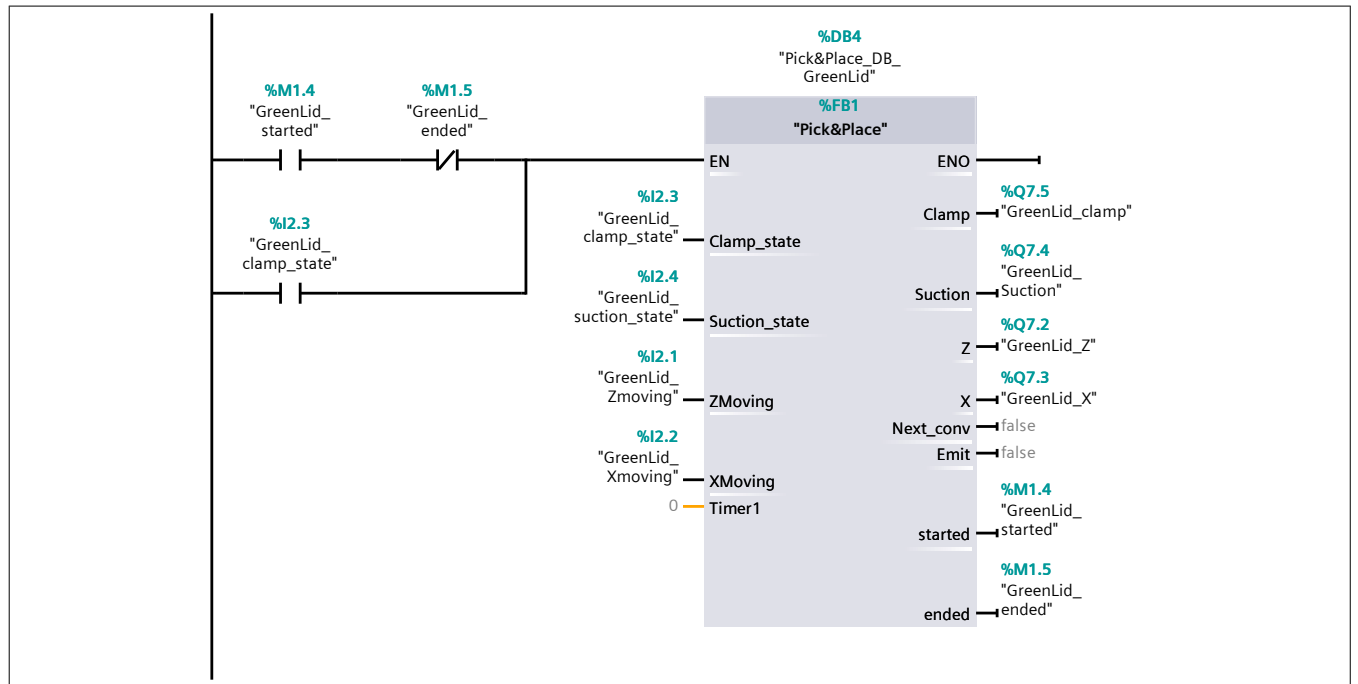 %DB4
"Pick&Place_DB_
GreenLid"
%M1.4
"GreenLid_
started"
%M1.5
"GreenLid_
ended"
%FB1
"Pick&Place"
EN
ENO
%I2.3
"GreenLid_
clamp_state"
%I2.3
"GreenLid_
clamp_state"
Clamp_state
Clamp
%Q7.5
"GreenLid_clamp"
%I2.4
"GreenLid_
suction_state"
Suction_state
Suction
%Q7.4
"GreenLid_
Suction"
Z
%Q7.2
"GreenLid_Z"
%I2.1
"GreenLid_
Zmoving"
ZMoving
X
%Q7.3
"GreenLid_X"
Next_conv
false
Emit
false
%I2.2
"GreenLid_
Xmoving"
XMoving
0
Timer1
started
%M1.4
"GreenLid_
started"
ended
%M1.5
"GreenLid_
ended"